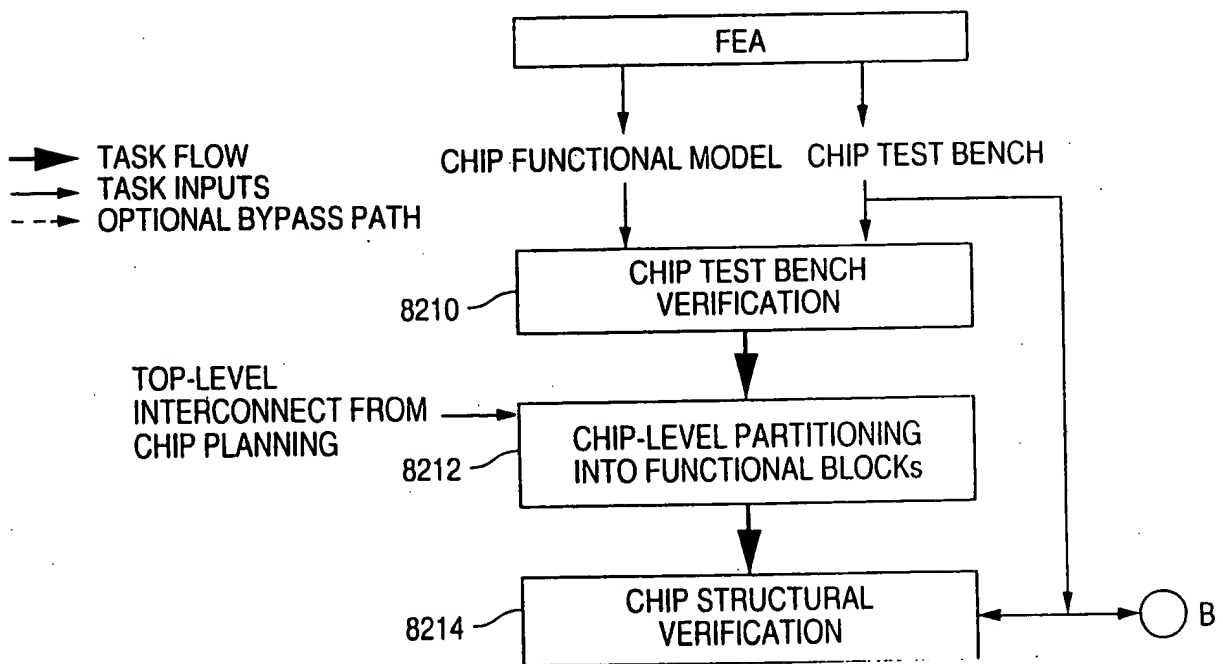 FEA
TASK FLOW
TASK INPUTS
OPTIONAL BYPASS PATH
CHIP FUNCTIONAL MODEL
CHIP TEST BENCH
CHIP TEST BENCH
VERIFICATION
8210
TOP-LEVEL
INTERCONNECT FROM
CHIP PLANNING
CHIP-LEVEL PARTITIONING
INTO FUNCTIONAL BLOCKs
8212
CHIP STRUCTURAL
VERIFICATION
8214
B